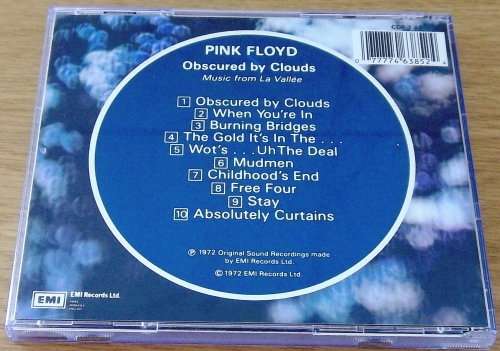 PINK FLOYD
Obscured by Clouds
Music from La Vallée
1 Obscured by Clouds
2 When You're In
3 Burning Bridges
4 The Gold It's In The . . .
5 Wot's . . . Uh The Deal
6 Mudmen
7 Childhood's End
8 Free Four
9 Stay
10 Absolutely Curtains
Ⓟ 1972 Original Sound Recordings made
by EMI Records Ltd.
© 1972 EMI Records Ltd.
0 77774 63852 4
EMI
EMI Records Ltd.